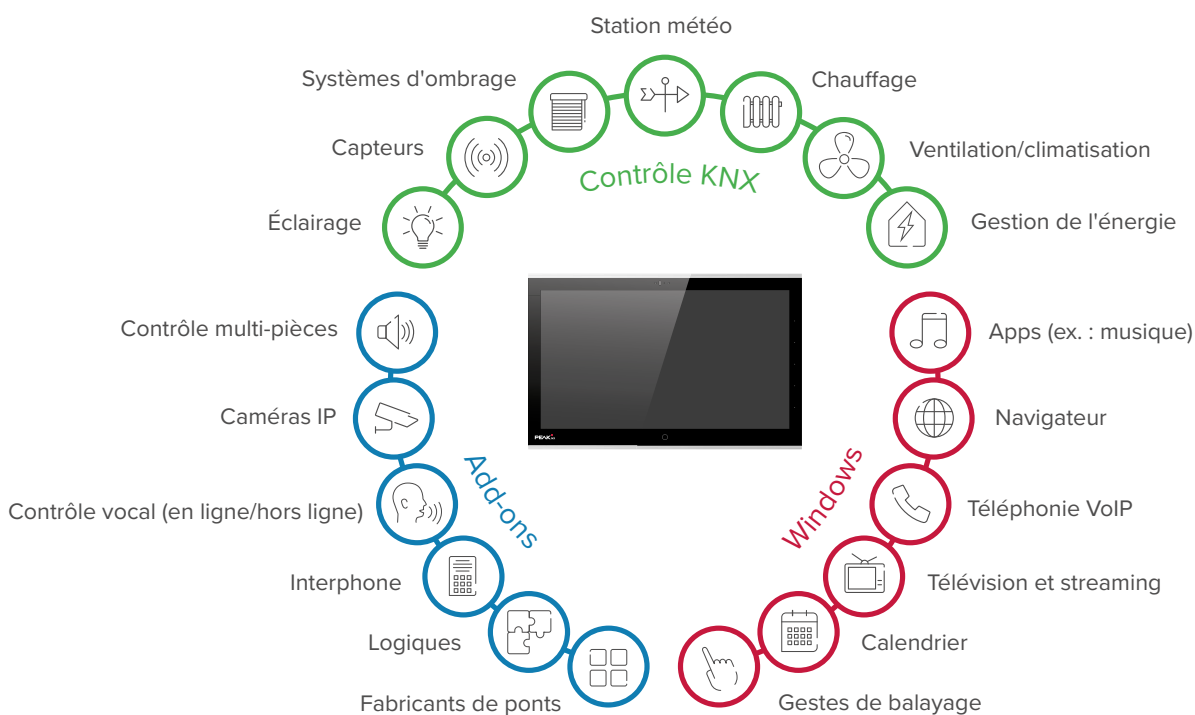 Station météo
Systèmes d'ombrage
Chauffage
Capteurs
Ventilation/climatisation
Contrôle KNX
Éclairage
Gestion de l'énergie
Contrôle multi-pièces
Apps (ex. : musique)
Caméras IP
Navigateur
PEAK
Add-ons
Windows
Contrôle vocal (en ligne/hors ligne)
Téléphonie VoIP
Interphone
Télévision et streaming
Logiques
Calendrier
Fabricants de ponts
Gestes de balayage